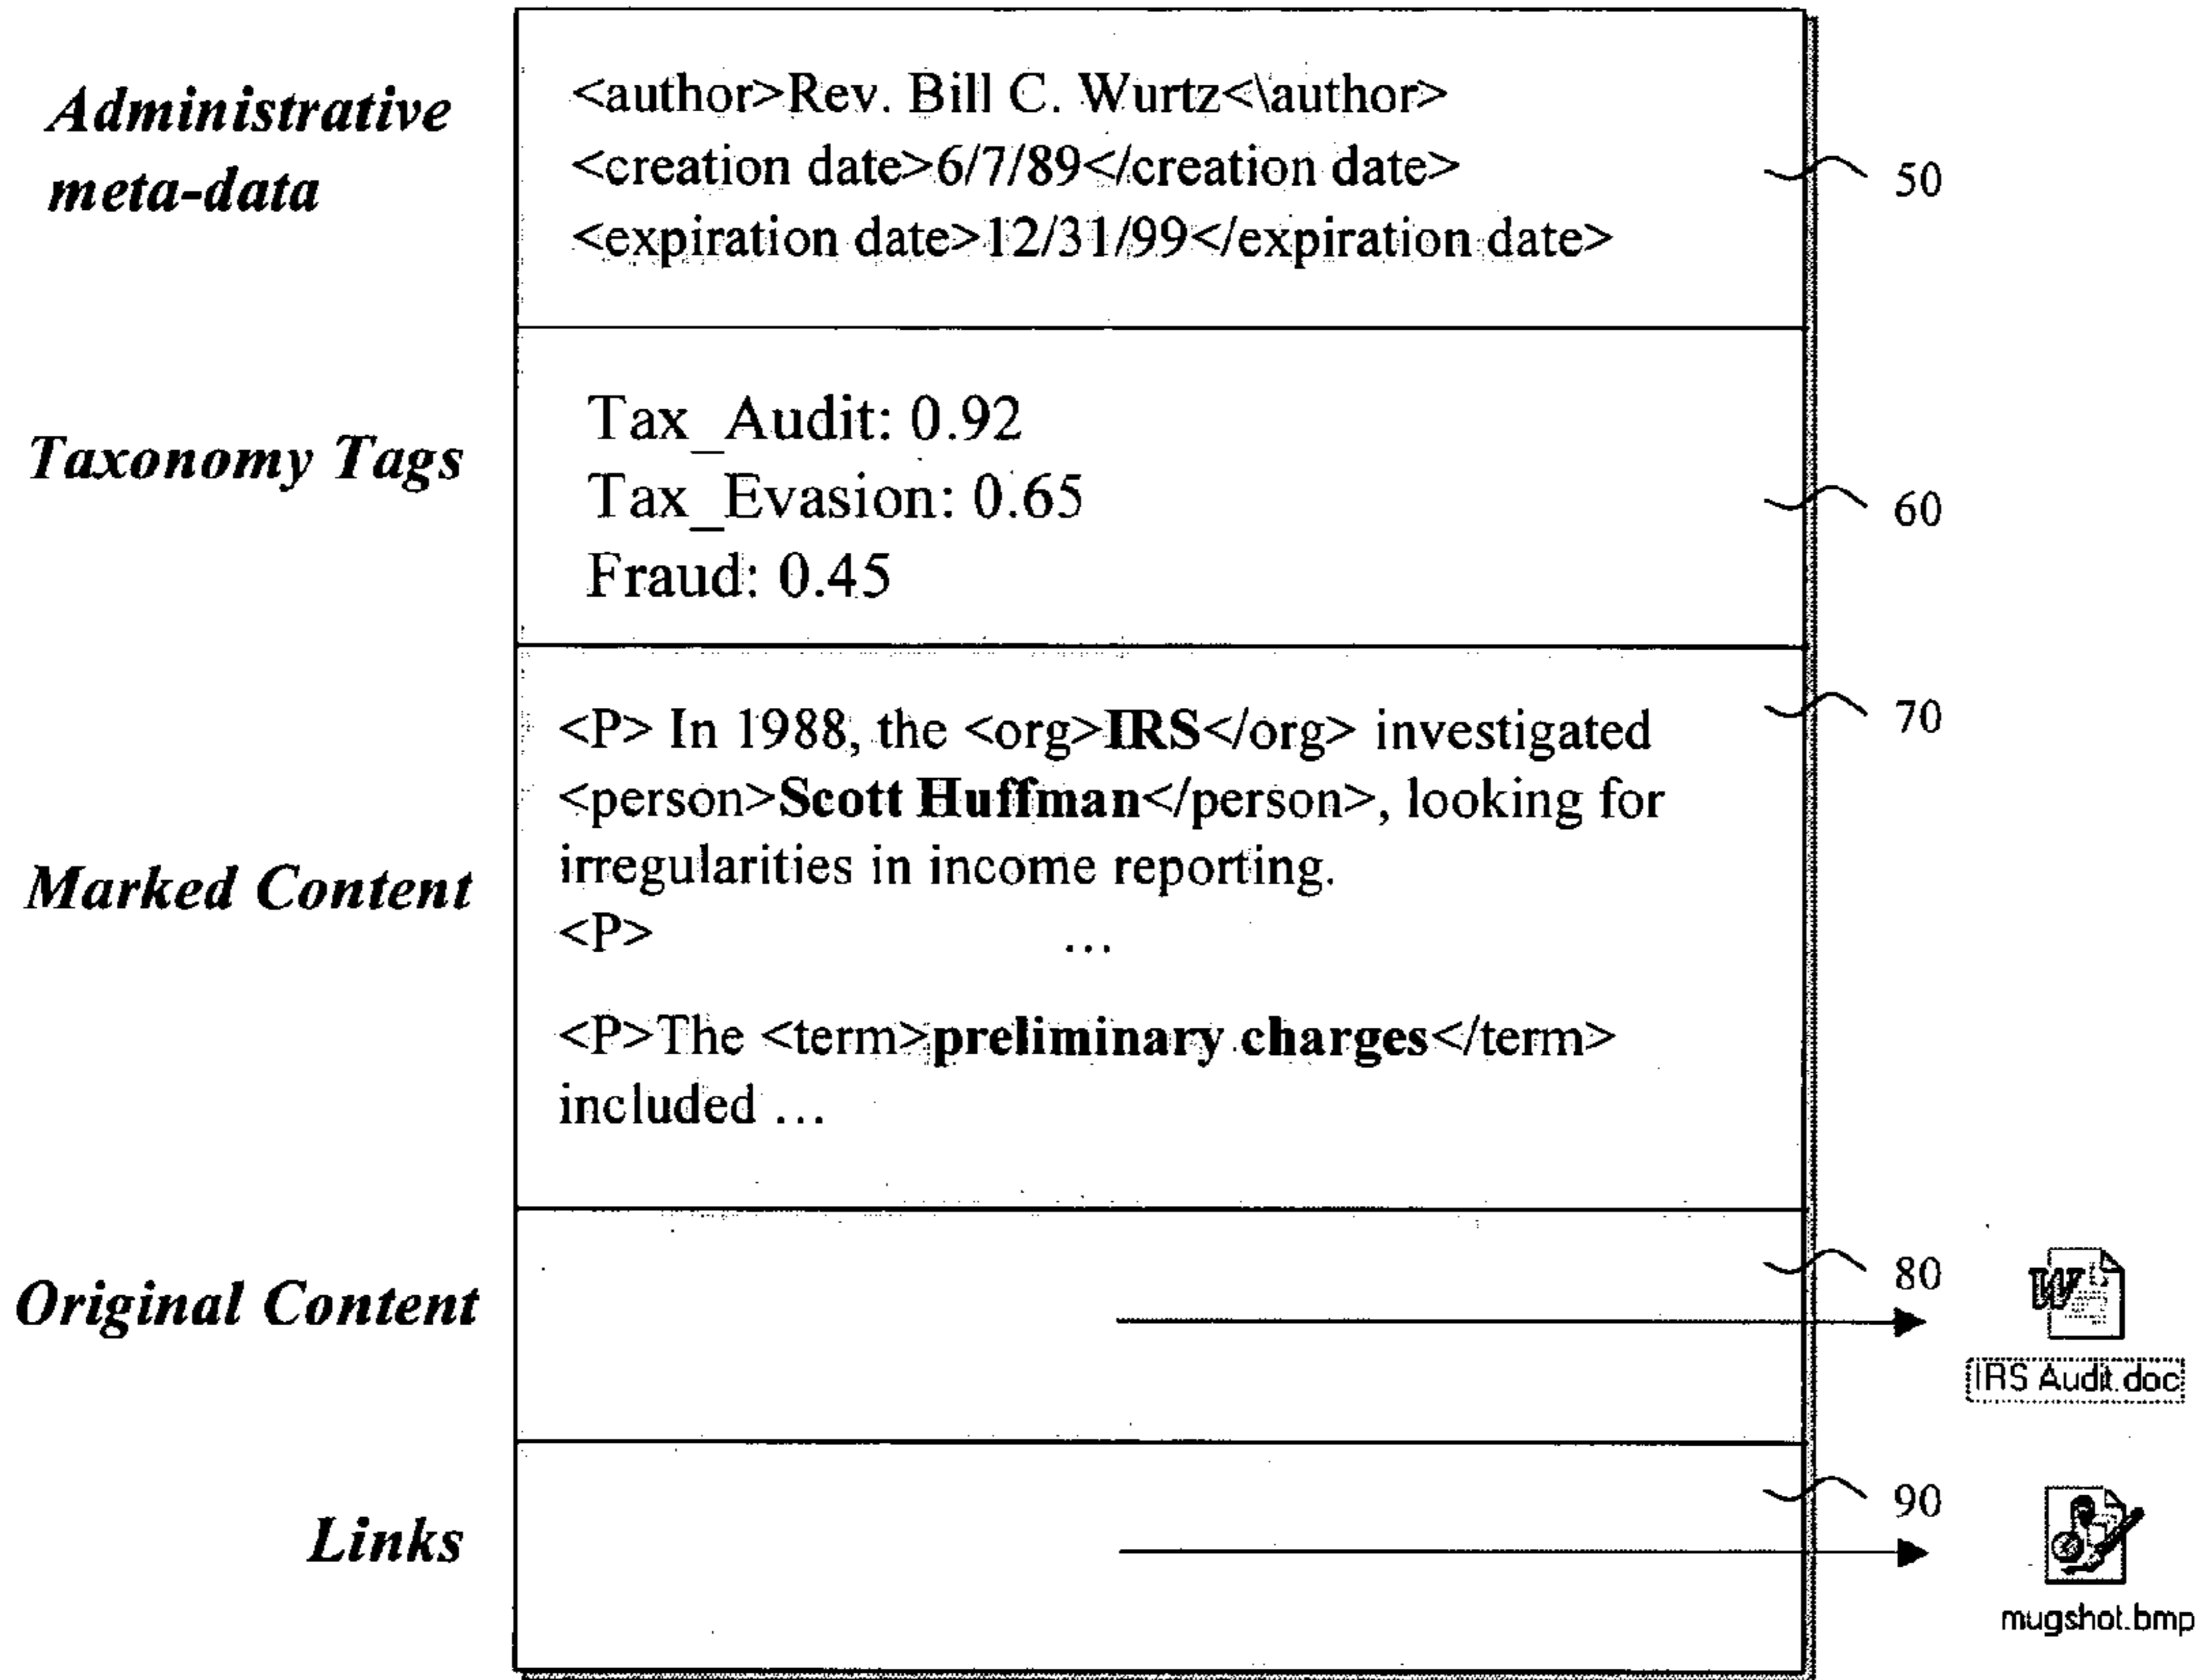 Administrative
meta-data
<author>Rev. Bill C. Wurtz<\author>
<creation date>6/7/89</creation date>
<expiration date>12/31/99</expiration date>
50
Taxonomy Tags
Tax_Audit: 0.92
Tax_Evasion: 0.65
Fraud: 0.45
60
Marked Content
<P> In 1988, the <org>IRS</org> investigated
<person>Scott Huffman</person>, looking for
irregularities in income reporting.
<P> ...
<P>The <term>preliminary charges</term>
included ...
70
Original Content
80
W
IRS Audit.doc
Links
90
mugshot.bmp